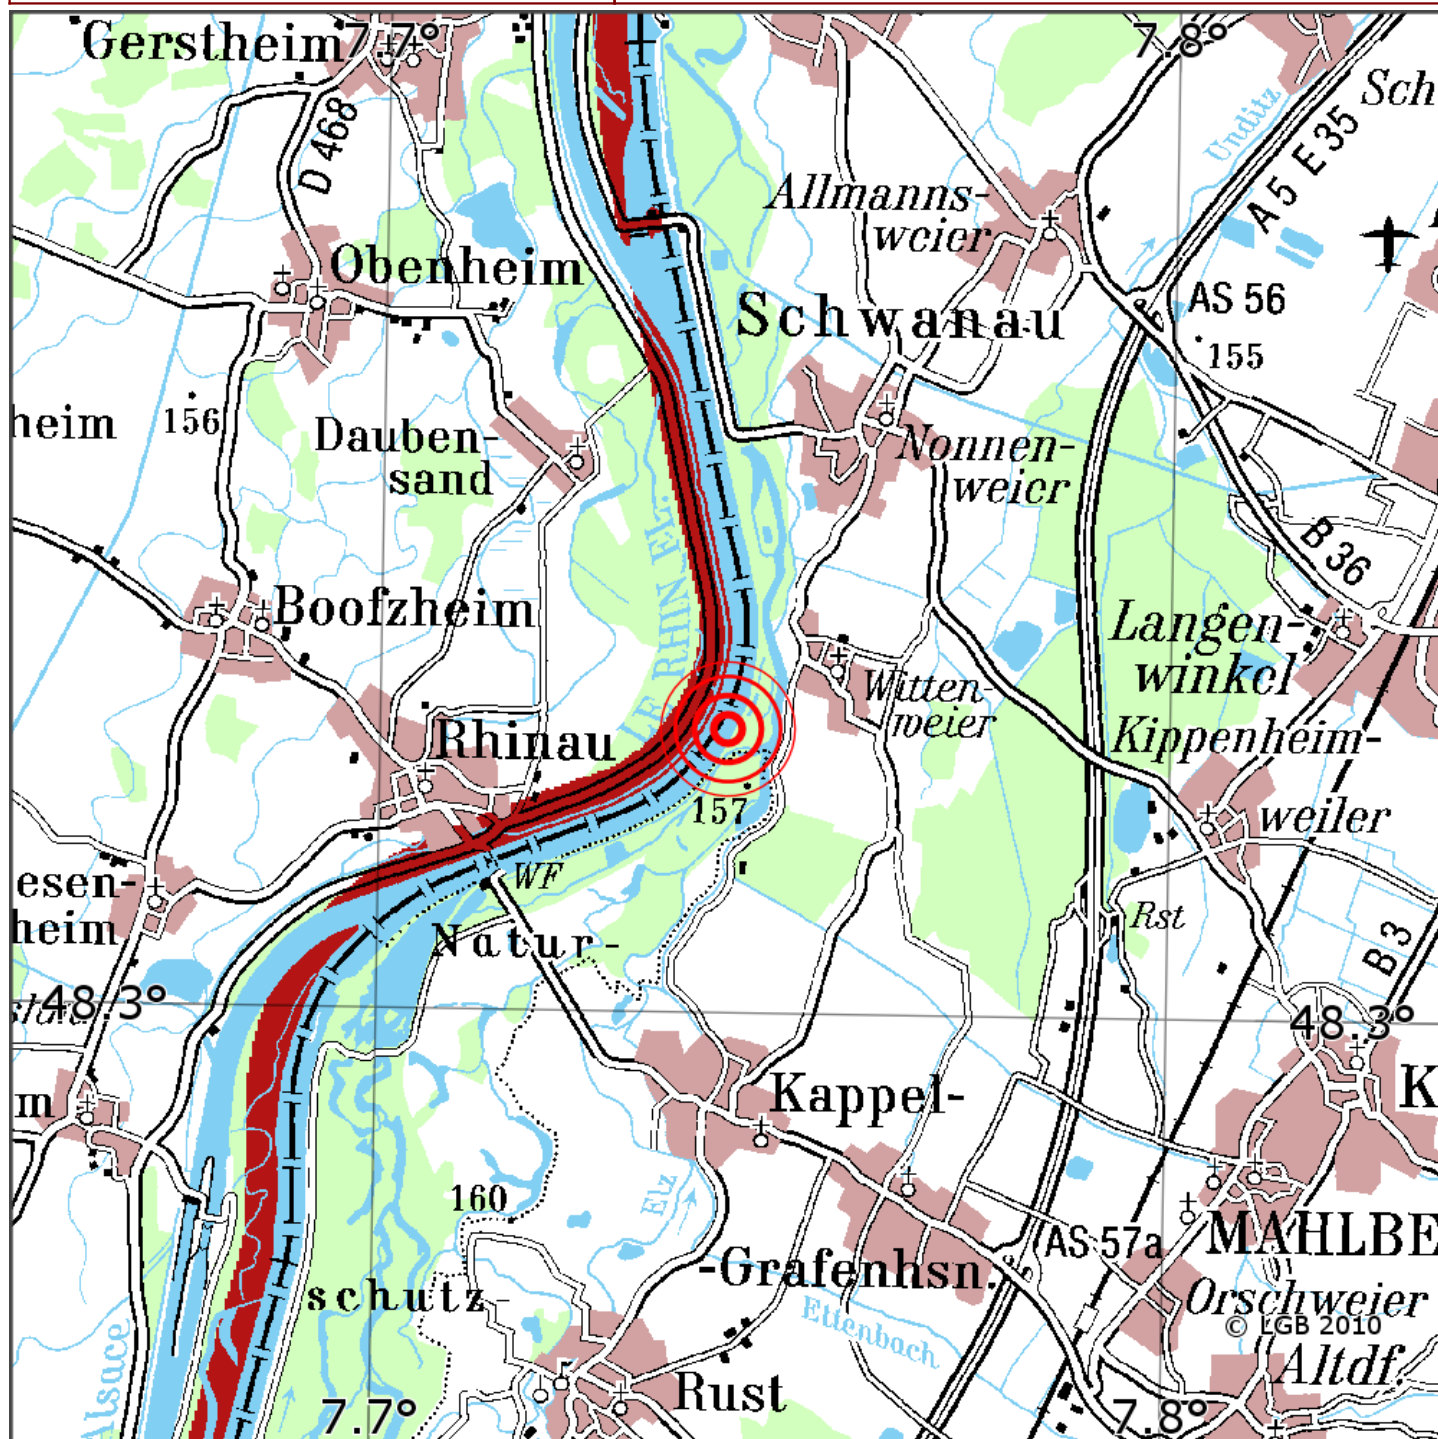 Gerstheim
7.7°
7.8°
Sch
D 468
Unditz
A 5 E 35
Allmanns-
weier
Obenheim
AS 56
Schwanau
155
heim
156
Dauben-
sand
Nonnen-
weier
B 36
LE RHIN FL.
Boofzheim
Langen-
winkel
Witten-
weier
Rhinau
Kippenheim-
weiler
157
esen-
heim
WF
Rst
Natur-
B 3
48.3°
48.3°
m
Kappel-
K
160
Elz
AS 57a
MAHLBE
-Grafenhsn.
schutz-
Orschweier
© LGB 2010
Ettenbach
Alsace
Altdf.
Rust
7.7°
7.8°